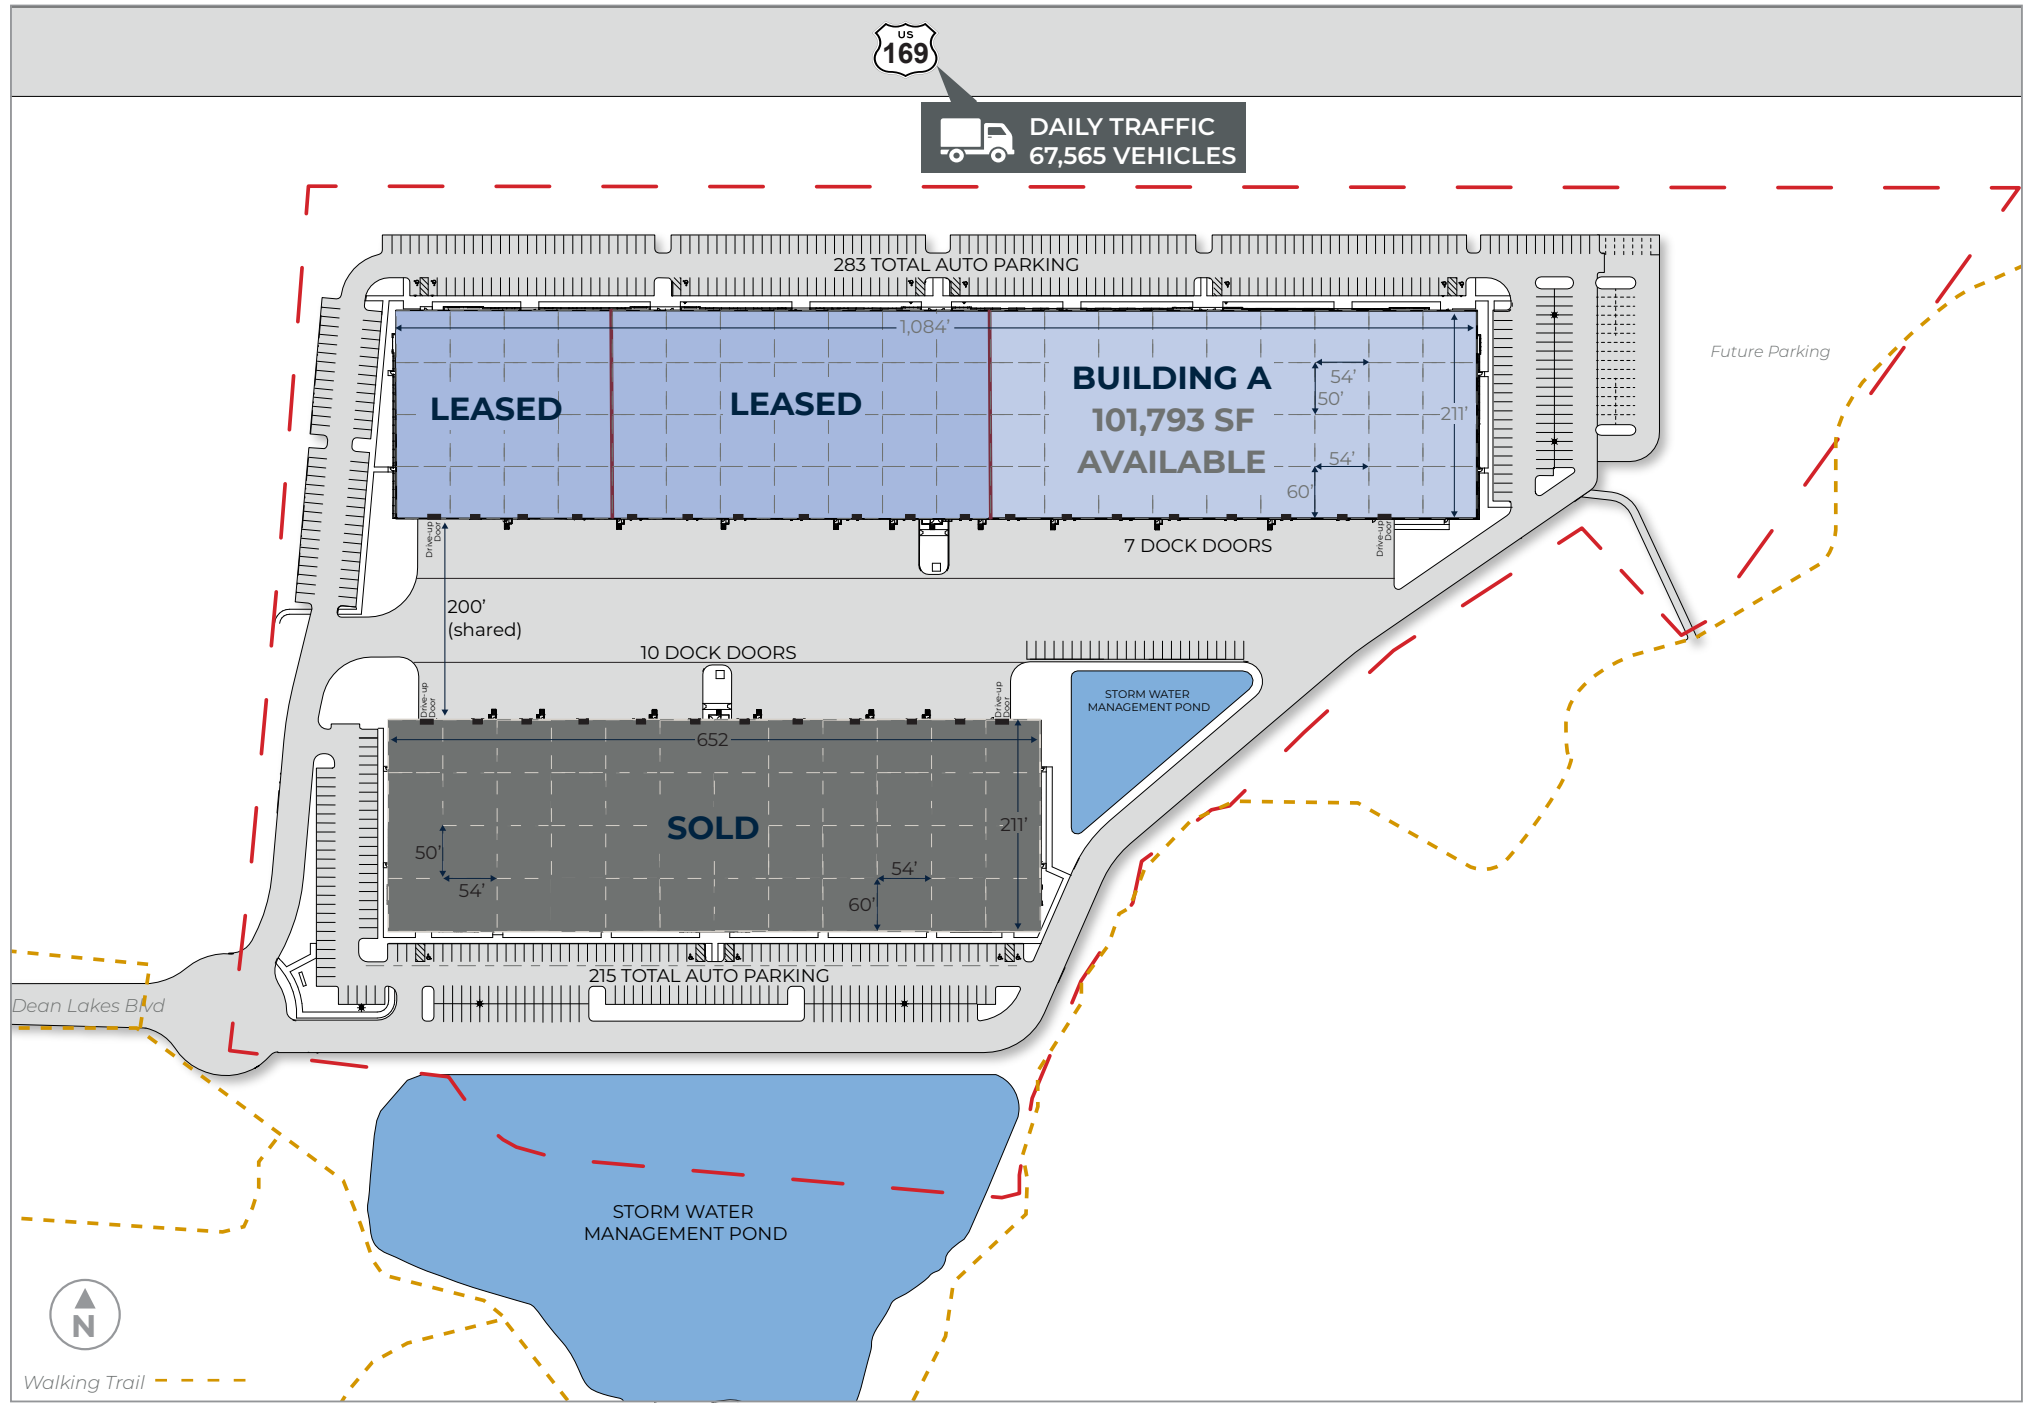 US
169
DAILY TRAFFIC
67,565 VEHICLES
283 TOTAL AUTO PARKING
1,084'
Future Parking
LEASED
LEASED
BUILDING A
101,793 SF
AVAILABLE
54'
50'
211'
54'
60'
Drive-up
Door
7 DOCK DOORS
Drive-up
Door
200'
(shared)
10 DOCK DOORS
Drive-up
Door
Drive-up
Door
STORM WATER
MANAGEMENT POND
652
SOLD
211'
50'
54'
54'
60'
215 TOTAL AUTO PARKING
Dean Lakes Blvd
STORM WATER
MANAGEMENT POND
N
Walking Trail